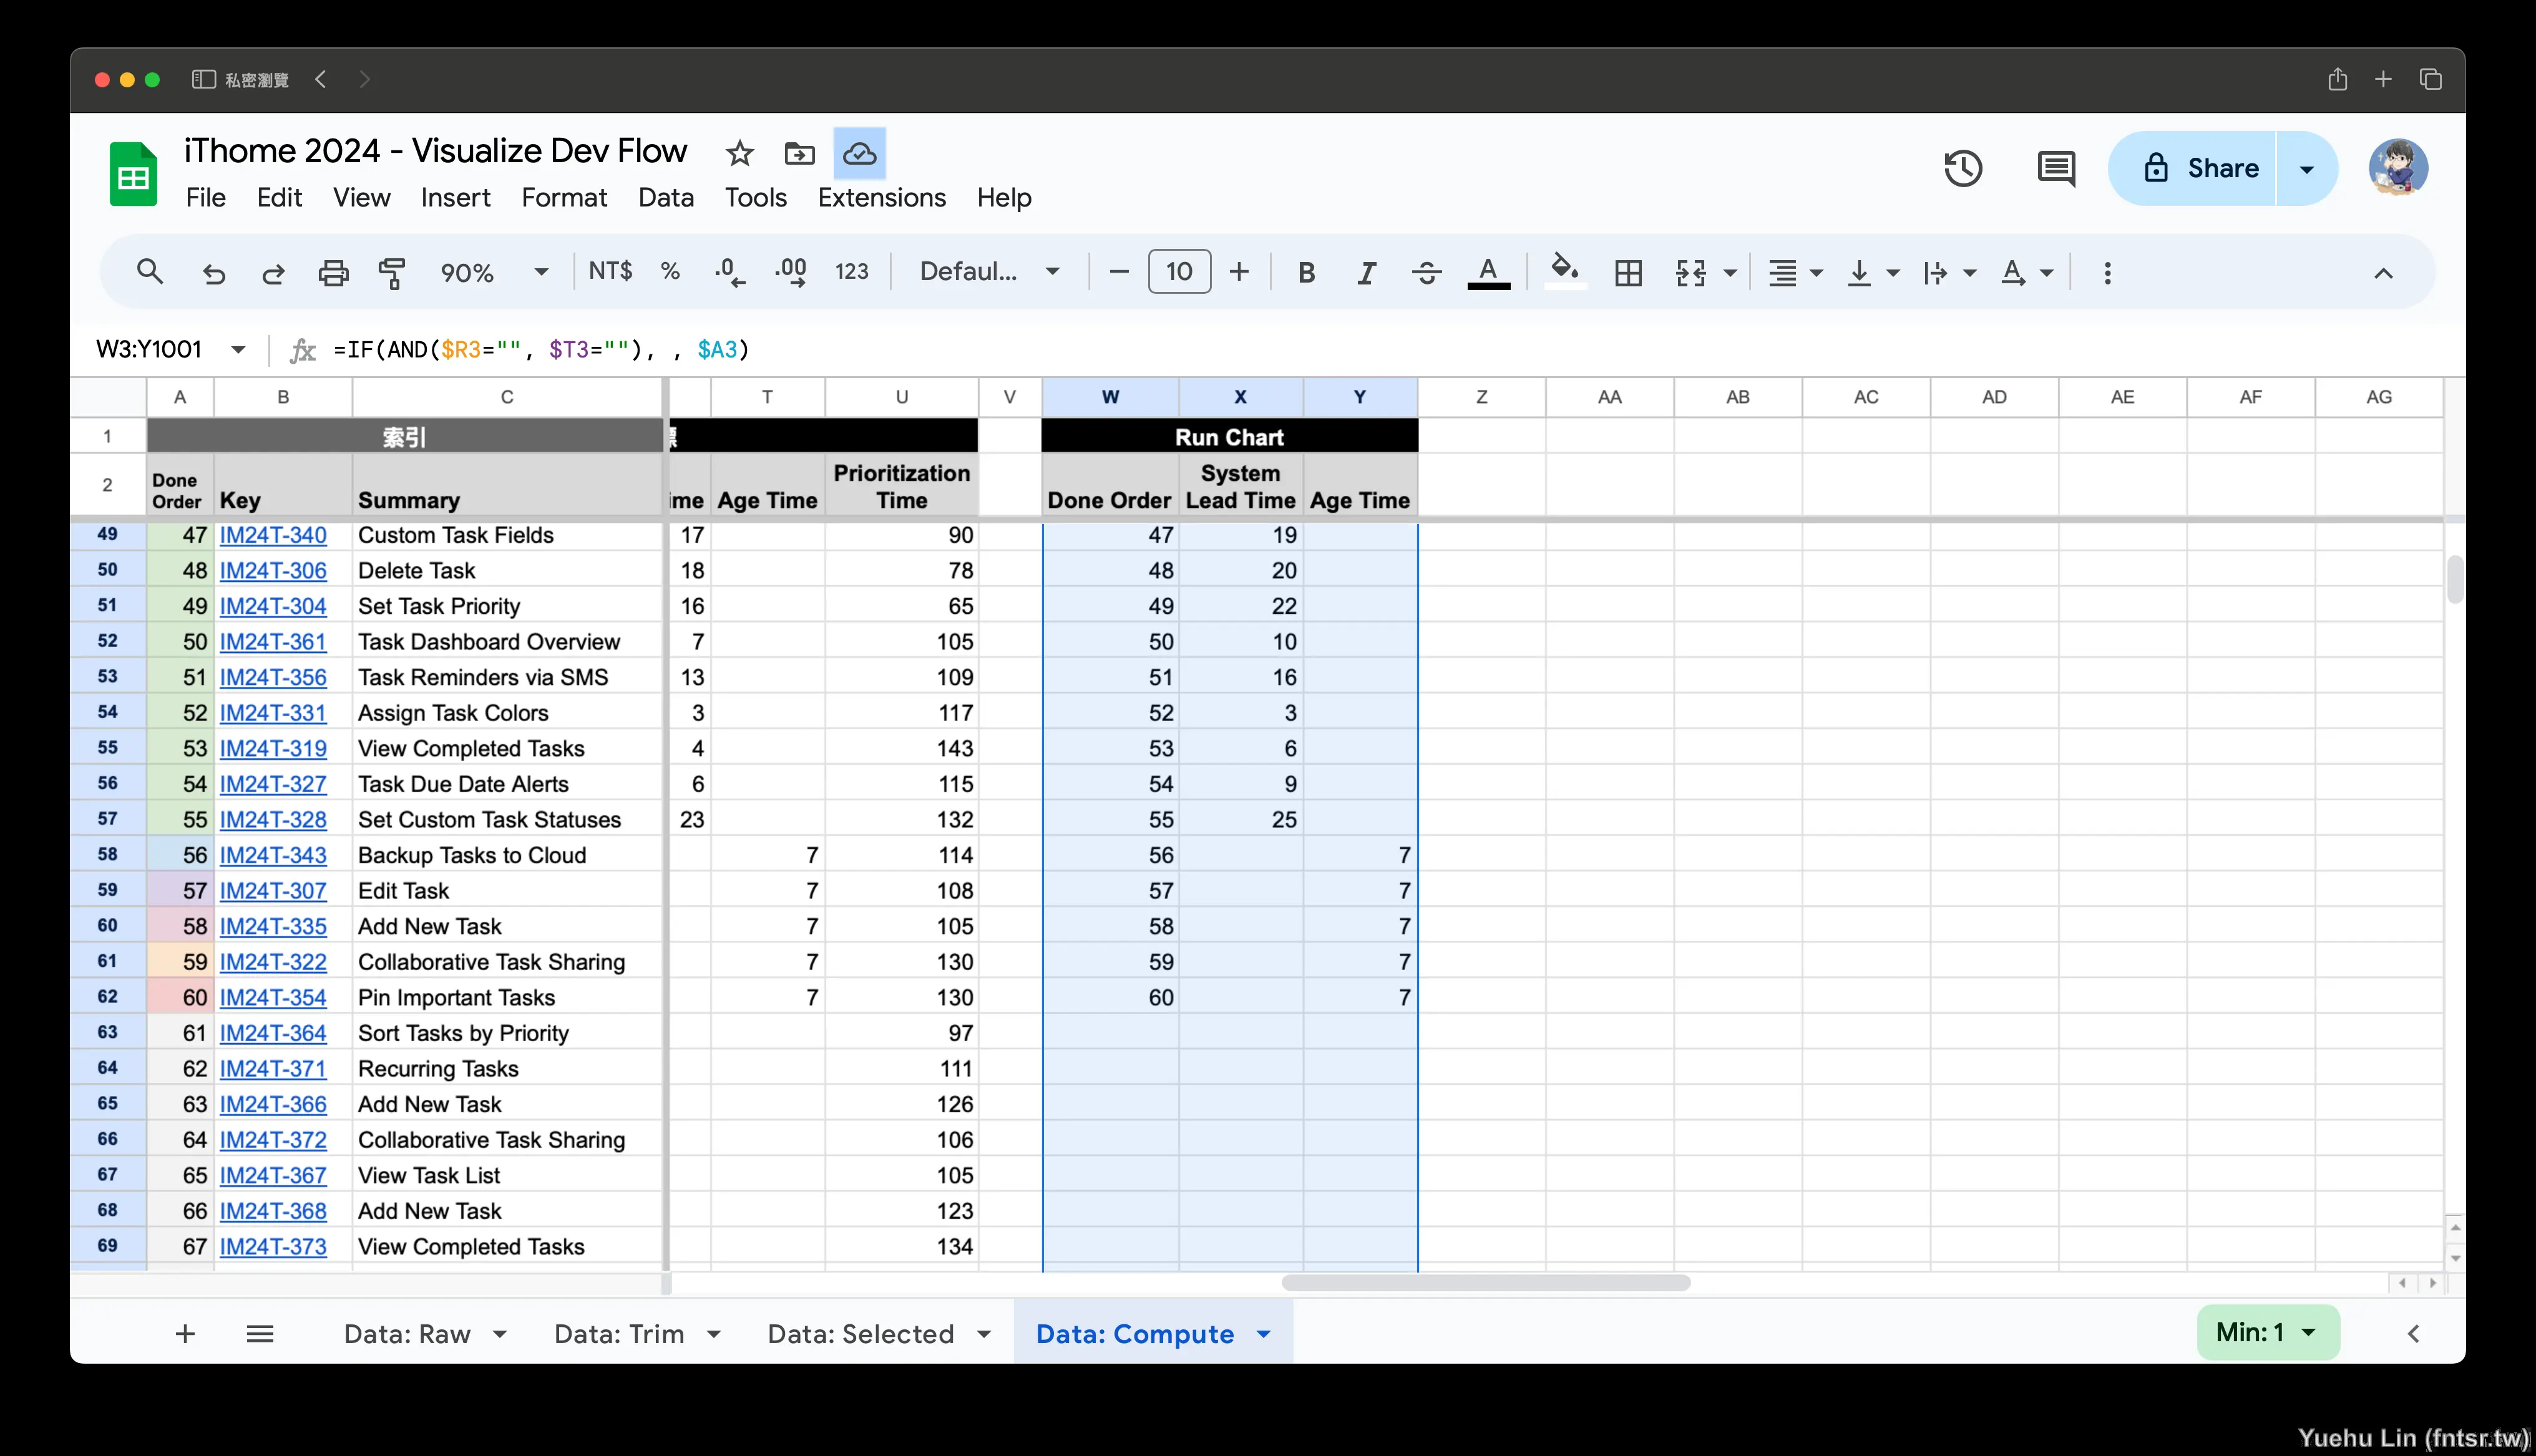 私密瀏覽
iThome 2024 - Visualize Dev Flow
File Edit View Insert Format Data Tools Extensions Help
Share
90% NT$ % .0 .00 123 Defaul... 10 B I A A
W3:Y1001 fx =IF(AND($R3="", $T3=""), , $A3)
A B C T U V W X Y Z AA AB AC AD AE AF AG
1 索引 Run Chart
2 Done Order Key Summary ime Age Time Prioritization Time Done Order System Lead Time Age Time
49 47 IM24T-340 Custom Task Fields 17 90 47 19
50 48 IM24T-306 Delete Task 18 78 48 20
51 49 IM24T-304 Set Task Priority 16 65 49 22
52 50 IM24T-361 Task Dashboard Overview 7 105 50 10
53 51 IM24T-356 Task Reminders via SMS 13 109 51 16
54 52 IM24T-331 Assign Task Colors 3 117 52 3
55 53 IM24T-319 View Completed Tasks 4 143 53 6
56 54 IM24T-327 Task Due Date Alerts 6 115 54 9
57 55 IM24T-328 Set Custom Task Statuses 23 132 55 25
58 56 IM24T-343 Backup Tasks to Cloud 7 114 56 7
59 57 IM24T-307 Edit Task 7 108 57 7
60 58 IM24T-335 Add New Task 7 105 58 7
61 59 IM24T-322 Collaborative Task Sharing 7 130 59 7
62 60 IM24T-354 Pin Important Tasks 7 130 60 7
63 61 IM24T-364 Sort Tasks by Priority 97
64 62 IM24T-371 Recurring Tasks 111
65 63 IM24T-366 Add New Task 126
66 64 IM24T-372 Collaborative Task Sharing 106
67 65 IM24T-367 View Task List 105
68 66 IM24T-368 Add New Task 123
69 67 IM24T-373 View Completed Tasks 134
Data: Raw Data: Trim Data: Selected Data: Compute Min: 1
Yuehu Lin (fntsr.tw)